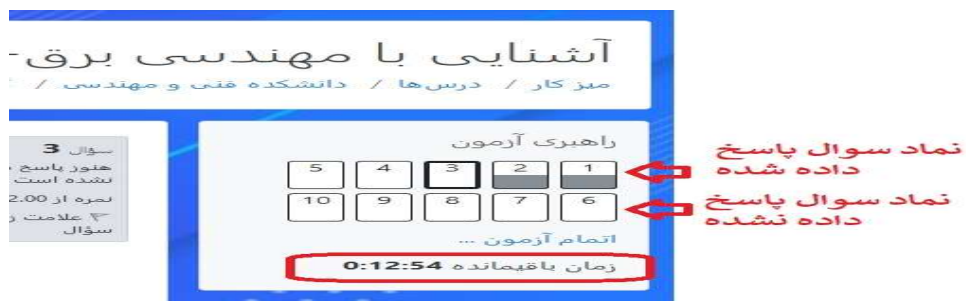 آشنایی با مهندسی برق-
میز کار / درس‌ها / دانشکده فنی و مهندسی /
راهبری آزمون
1 2 3 4 5
6 7 8 9 10
اتمام آزمون ...
زمان باقیمانده 0:12:54
نماد سوال پاسخ
داده شده
نماد سوال پاسخ
داده نشده
سؤال 3
هنوز پاسخ
نشده است
نمره از 2.00
علامت
سؤال